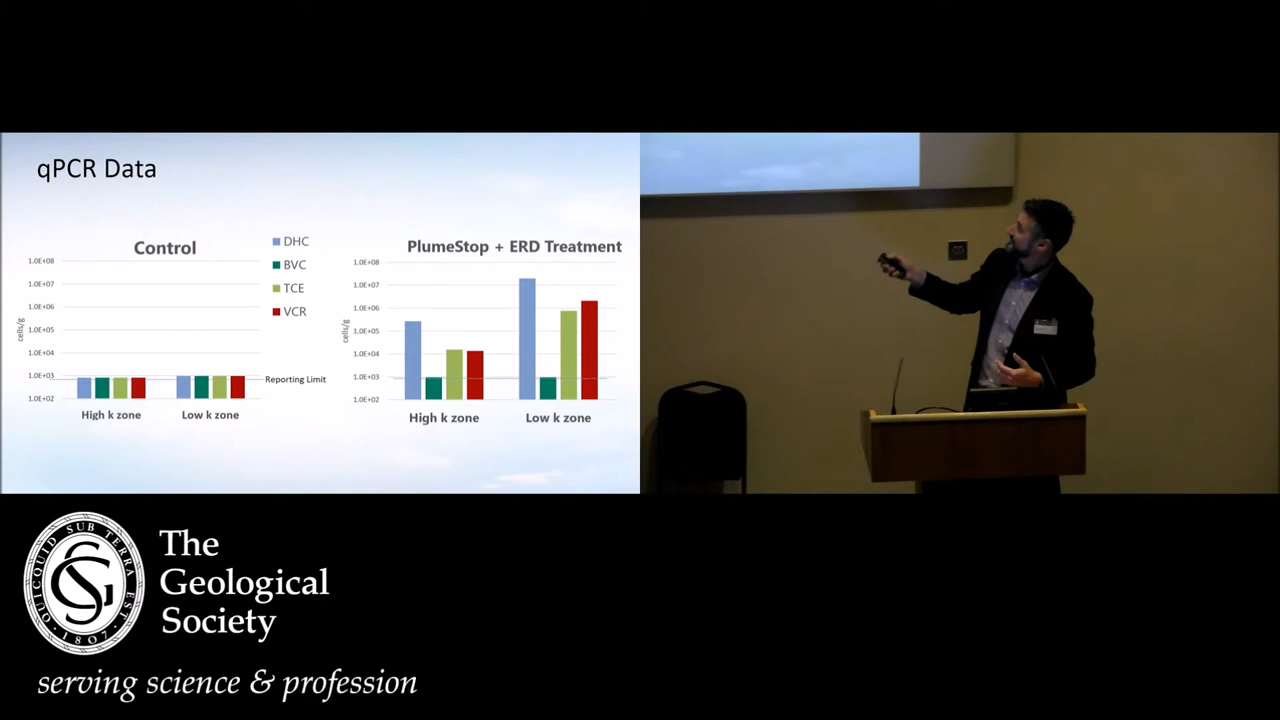 qPCR Data
Control
1.0E+08
1.0E+07
1.0E+06
1.0E+05
1.0E+04
1.0E+03
1.0E+02
cells/g
High k zone
Low k zone
Reporting Limit
DHC
BVC
TCE
VCR
PlumeStop + ERD Treatment
1.0E+08
1.0E+07
1.0E+06
1.0E+05
1.0E+04
1.0E+03
1.0E+02
cells/g
High k zone
Low k zone
QUICQUID SUB TERRA EST
1807
The
Geological
Society
serving science & profession